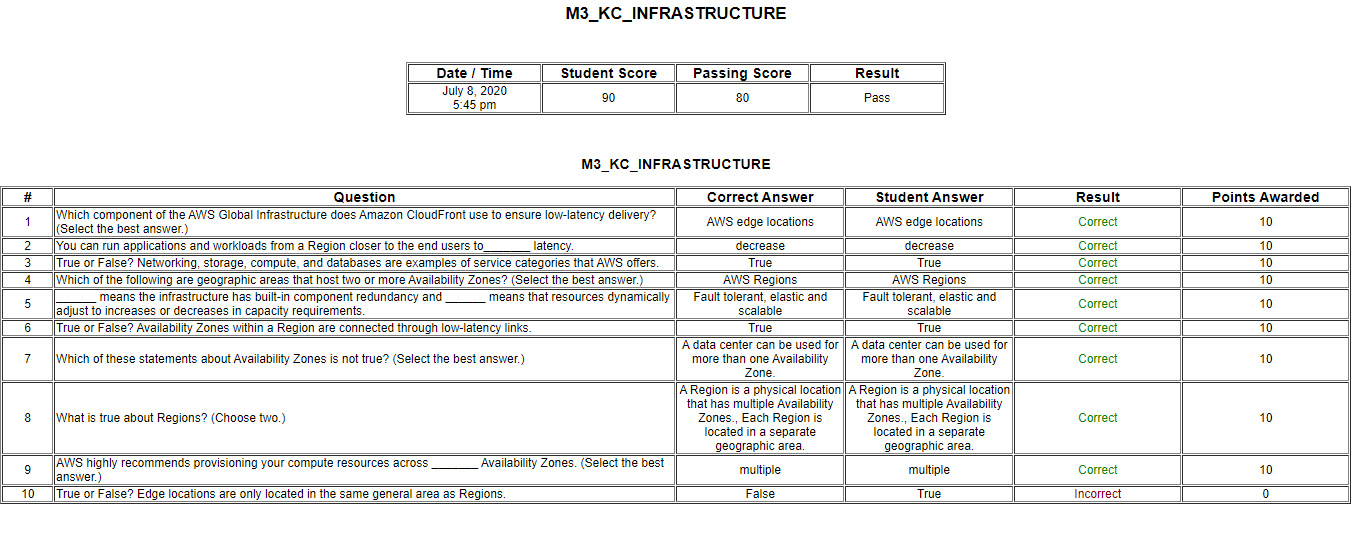 M3_KC_INFRASTRUCTURE
Date / Time Student Score Passing Score Result
July 8, 2020
5:45 pm 90 80 Pass
M3_KC_INFRASTRUCTURE
# Question Correct Answer Student Answer Result Points Awarded
1 Which component of the AWS Global Infrastructure does Amazon CloudFront use to ensure low-latency delivery?
(Select the best answer.) AWS edge locations AWS edge locations Correct 10
2 You can run applications and workloads from a Region closer to the end users to_______ latency. decrease decrease Correct 10
3 True or False? Networking, storage, compute, and databases are examples of service categories that AWS offers. True True Correct 10
4 Which of the following are geographic areas that host two or more Availability Zones? (Select the best answer.) AWS Regions AWS Regions Correct 10
5 ______ means the infrastructure has built-in component redundancy and ______ means that resources dynamically
adjust to increases or decreases in capacity requirements. Fault tolerant, elastic and
scalable Fault tolerant, elastic and
scalable Correct 10
6 True or False? Availability Zones within a Region are connected through low-latency links. True True Correct 10
7 Which of these statements about Availability Zones is not true? (Select the best answer.) A data center can be used for
more than one Availability
Zone. A data center can be used for
more than one Availability
Zone. Correct 10
8 What is true about Regions? (Choose two.) A Region is a physical location
that has multiple Availability
Zones., Each Region is
located in a separate
geographic area. A Region is a physical location
that has multiple Availability
Zones., Each Region is
located in a separate
geographic area. Correct 10
9 AWS highly recommends provisioning your compute resources across _______ Availability Zones. (Select the best
answer.) multiple multiple Correct 10
10 True or False? Edge locations are only located in the same general area as Regions. False True Incorrect 0